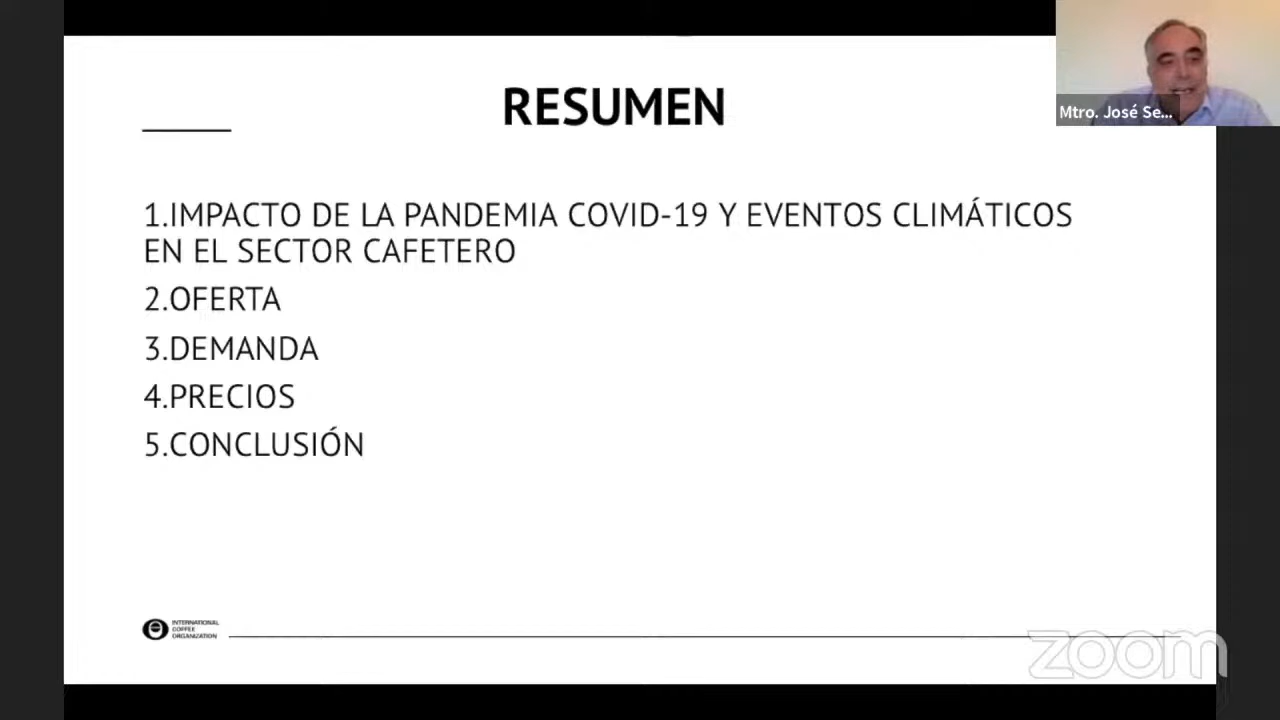 RESUMEN
Mtro. José Se...
1.IMPACTO DE LA PANDEMIA COVID-19 Y EVENTOS CLIMÁTICOS
EN EL SECTOR CAFETERO
2.OFERTA
3.DEMANDA
4.PRECIOS
5.CONCLUSIÓN
INTERNATIONAL
COFFEE
ORGANIZATION
zoom